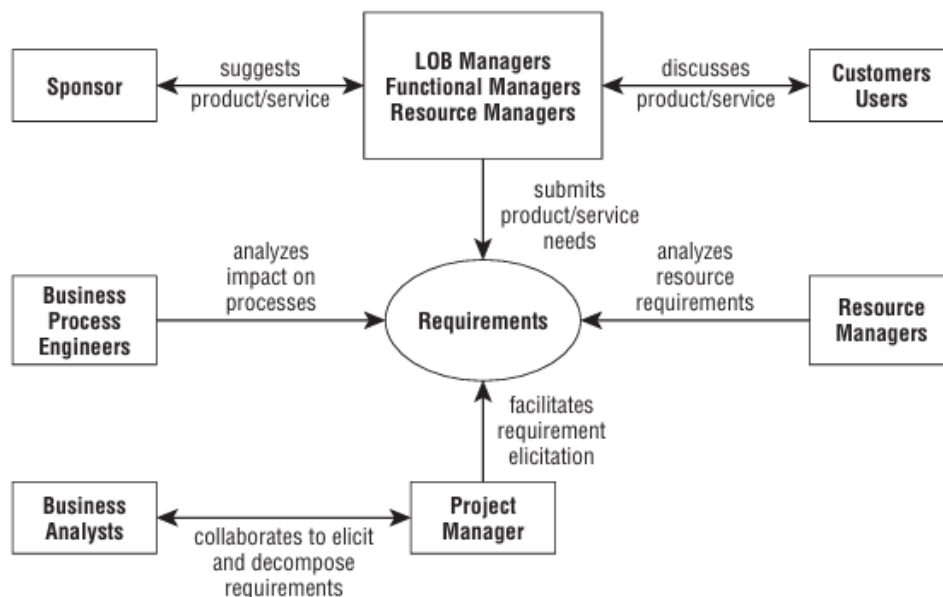 Sponsor
suggests
product/service
LOB Managers
Functional Managers
Resource Managers
discusses
product/service
Customers
Users
submits
product/service
needs
Business
Process
Engineers
analyzes
impact on
processes
Requirements
analyzes
resource
requirements
Resource
Managers
facilitates
requirement
elicitation
Business
Analysts
collaborates to elicit
and decompose
requirements
Project
Manager